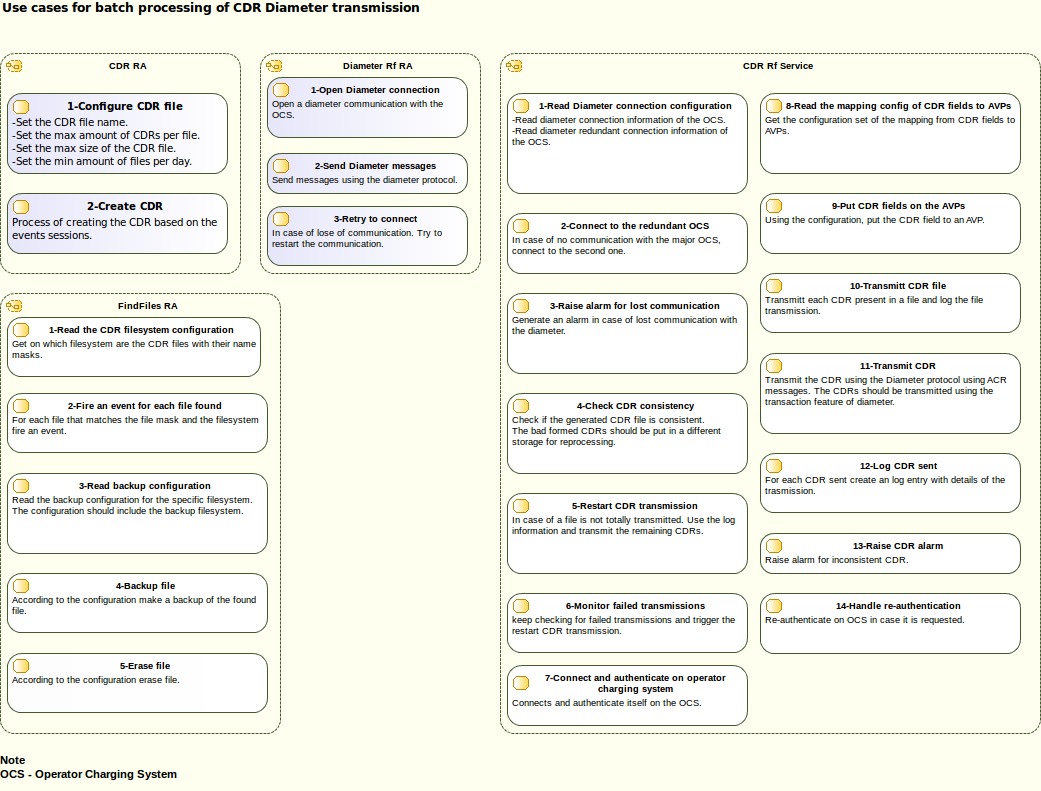 Use cases for batch processing of CDR Diameter transmission
CDR RA
1-Configure CDR file
-Set the CDR file name.
-Set the max amount of CDRs per file.
-Set the max size of the CDR file.
-Set the min amount of files per day.
2-Create CDR
Process of creating the CDR based on the
events sessions.
Diameter Rf RA
1-Open Diameter connection
Open a diameter communication with the
OCS.
2-Send Diameter messages
Send messages using the diameter protocol.
3-Retry to connect
In case of lose of communication. Try to
restart the communication.
FindFiles RA
1-Read the CDR filesystem configuration
Get on which filesystem are the CDR files with their name
masks.
2-Fire an event for each file found
For each file that matches the file mask and the filesystem
fire an event.
3-Read backup configuration
Read the backup configuration for the specific filesystem.
The configuration should include the backup filesystem.
4-Backup file
According to the configuration make a backup of the found
file.
5-Erase file
According to the configuration erase file.
CDR Rf Service
1-Read Diameter connection configuration
-Read diameter connection information of the OCS.
-Read diameter redundant connection information of
the OCS.
2-Connect to the redundant OCS
In case of no communication with the major OCS,
connect to the second one.
3-Raise alarm for lost communication
Generate an alarm in case of lost communication with
the diameter.
4-Check CDR consistency
Check if the generated CDR file is consistent.
The bad formed CDRs should be put in a different
storage for reprocessing.
5-Restart CDR transmission
In case of a file is not totally transmitted. Use the log
information and transmit the remaining CDRs.
6-Monitor failed transmissions
keep checking for failed transmissions and trigger the
restart CDR transmission.
7-Connect and authenticate on operator
charging system
Connects and authenticate itself on the OCS.
8-Read the mapping config of CDR fields to AVPs
Get the configuration set of the mapping from CDR fields to
AVPs.
9-Put CDR fields on the AVPs
Using the configuration, put the CDR field to an AVP.
10-Transmitt CDR file
Transmitt each CDR present in a file and log the file
transmission.
11-Transmit CDR
Transmit the CDR using the Diameter protocol using ACR
messages. The CDRs should be transmitted using the
transaction feature of diameter.
12-Log CDR sent
For each CDR sent create an log entry with details of the
trasmission.
13-Raise CDR alarm
Raise alarm for inconsistent CDR.
14-Handle re-authentication
Re-authenticate on OCS in case it is requested.
Note
OCS - Operator Charging System